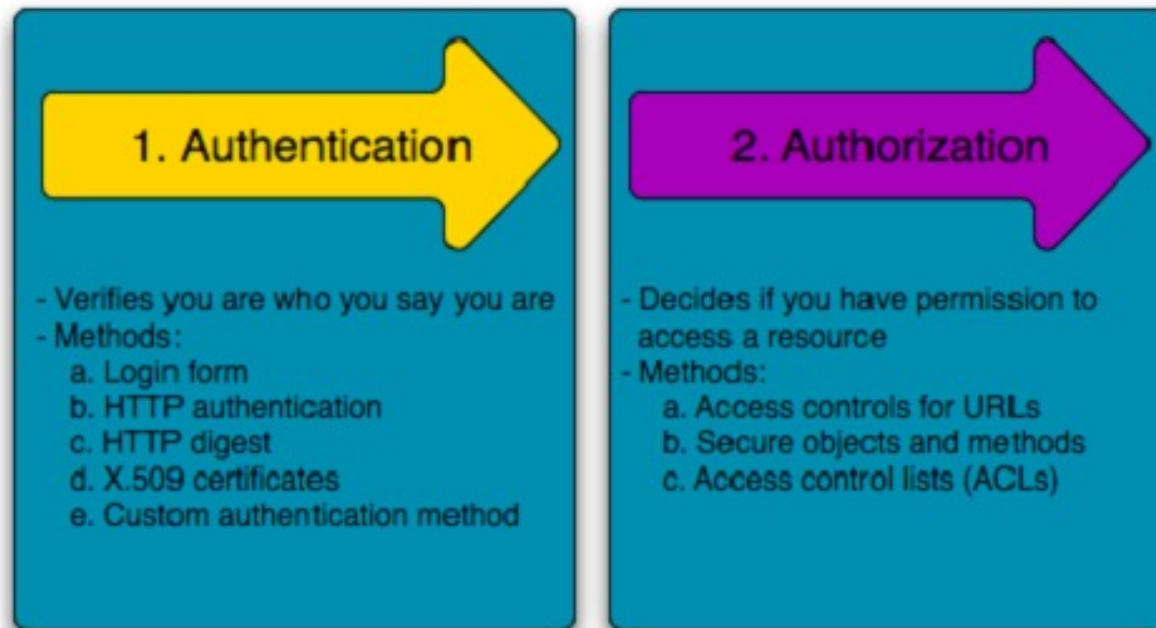 1. Authentication
- Verifies you are who you say you are
- Methods:
a. Login form
b. HTTP authentication
c. HTTP digest
d. X.509 certificates
e. Custom authentication method
2. Authorization
- Decides if you have permission to
access a resource
- Methods:
a. Access controls for URLs
b. Secure objects and methods
c. Access control lists (ACLs)